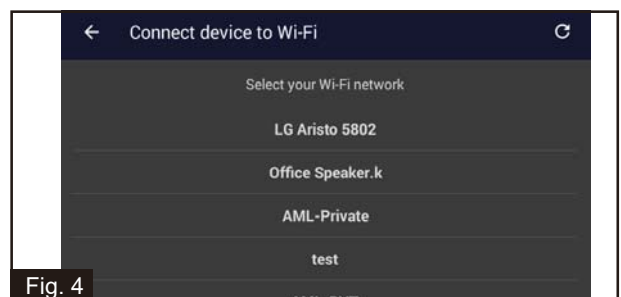 Connect device to Wi-Fi
Select your Wi-Fi network
LG Aristo 5802
Office Speaker.k
AML-Private
test
Fig. 4